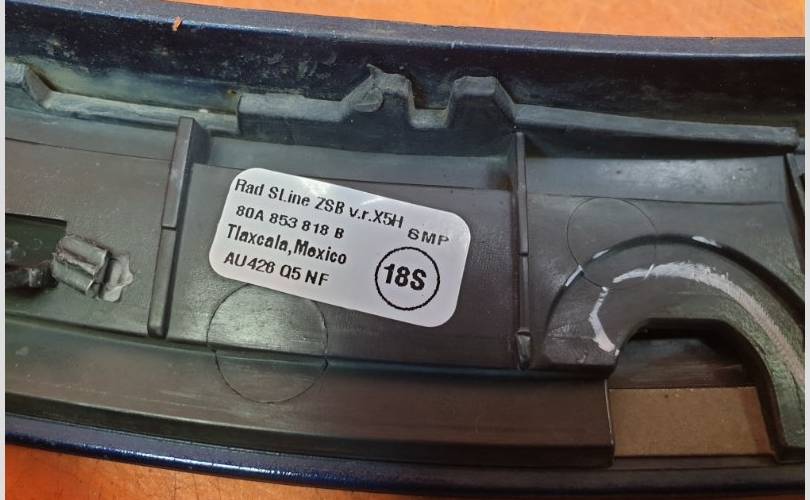 Rad SLine ZSB v.r.X5H 6MP
80A 853 818 B
Tlaxcala,Mexico
AU426 Q5 NF
18S